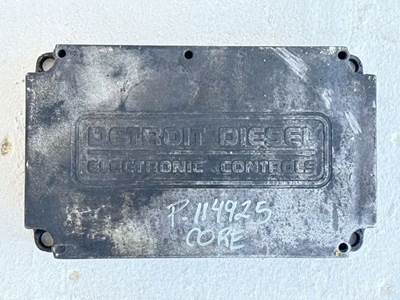 DETROIT DIESEL
ELECTRONIC CONTROLS
P-114925
CORE